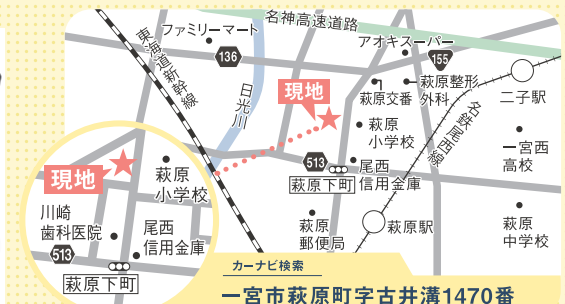 名神高速道路
ファミリーマート
アオキスーパー
136
155
東海道新幹線
日光川
現地
萩原交番
萩原整形
外科
二子駅
名鉄尾西線
萩原
小学校
一宮西
高校
513
尾西
信用金庫
萩原下町
萩原
中学校
萩原駅
萩原
郵便局
現地
萩原
小学校
川崎
歯科医院
尾西
信用金庫
513
萩原下町
カーナビ検索
一宮市萩原町字古井溝1470番